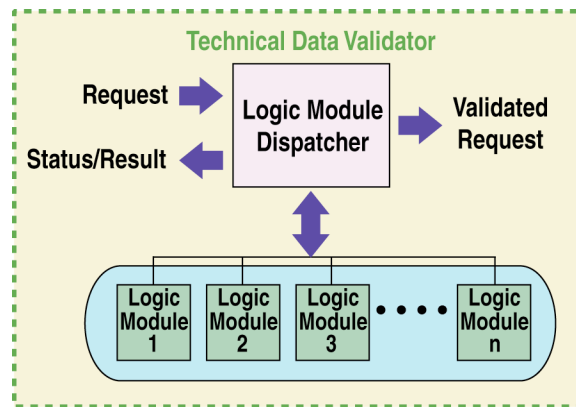 Technical Data Validator
Request
Status/Result
Logic Module
Dispatcher
Validated
Request
Logic
Module
1
Logic
Module
2
Logic
Module
3
Logic
Module
n